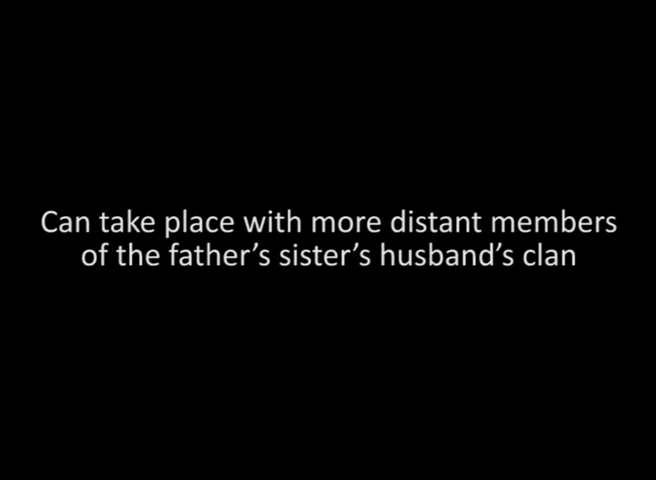 Can take place with more distant members
of the father’s sister’s husband’s clan